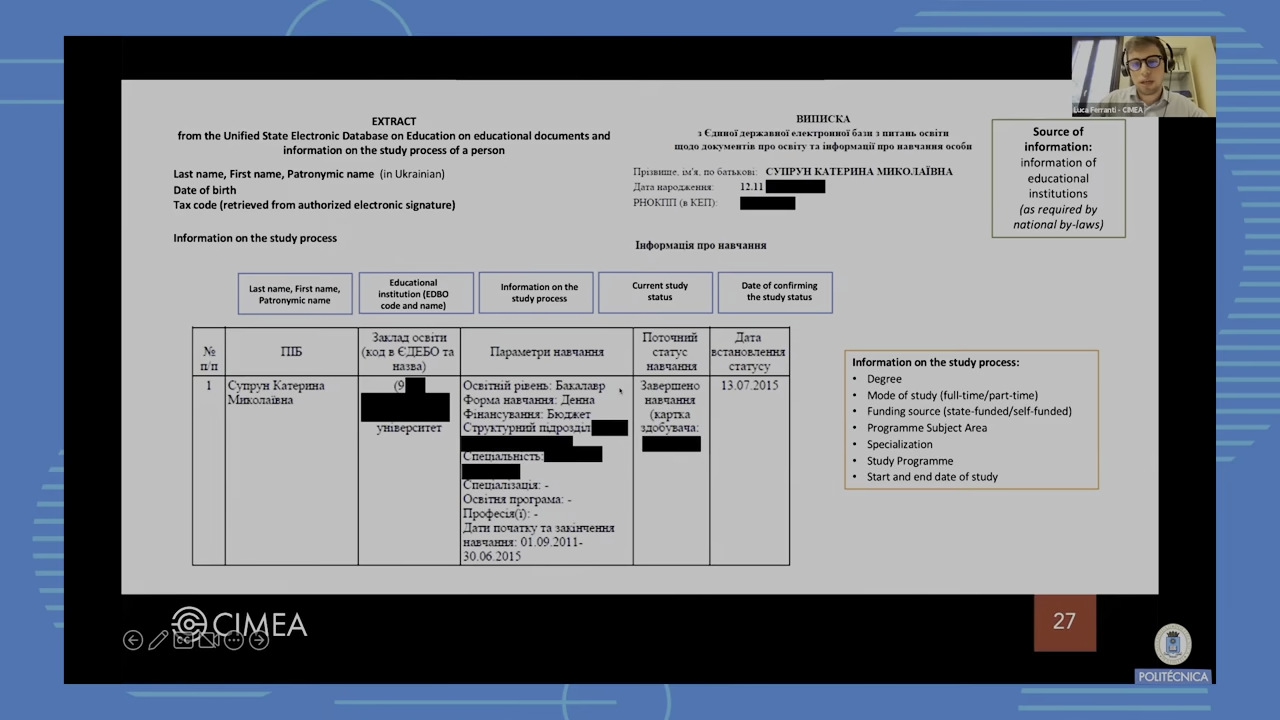 Luca Ferranti - CIMEA
EXTRACT
from the Unified State Electronic Database on Education on educational documents and
information on the study process of a person
Last name, First name, Patronymic name (in Ukrainian)
Date of birth
Tax code (retrieved from authorized electronic signature)
Information on the study process
ВИПИСКА
з Єдиної державної електронної бази з питань освіти
щодо документів про освіту та інформації про навчання особи
Прізвище, ім'я, по батькові: СУПРУН КАТЕРИНА МИКОЛАЇВНА
Дата народження: 12.11
РНОКПП (в КЕП):
Інформація про навчання
Source of
information:
information of
educational
institutions
(as required by
national by-laws)
Last name, First name,
Patronymic name
Educational
institution (EDBO
code and name)
Information on the
study process
Current study
status
Date of confirming
the study status
№
п/п
ПІБ
Заклад освіти
(код в ЄДЕБО та
назва)
Параметри навчання
Поточний
статус
навчання
Дата
встановлення
статусу
1
Супрун Катерина
Миколаївна
(9
університет
Освітній рівень: Бакалавр
Форма навчання: Денна
Фінансування: Бюджет
Структурний підрозділ:
Спеціальність:
Спеціалізація: -
Освітня програма: -
Професія(ї): -
Дати початку та закінчення
навчання: 01.09.2011-
30.06.2015
Завершено
навчання
(картка
здобувача:
13.07.2015
Information on the study process:
• Degree
• Mode of study (full-time/part-time)
• Funding source (state-funded/self-funded)
• Programme Subject Area
• Specialization
• Study Programme
• Start and end date of study
CIMEA
27
POLITÉCNICA